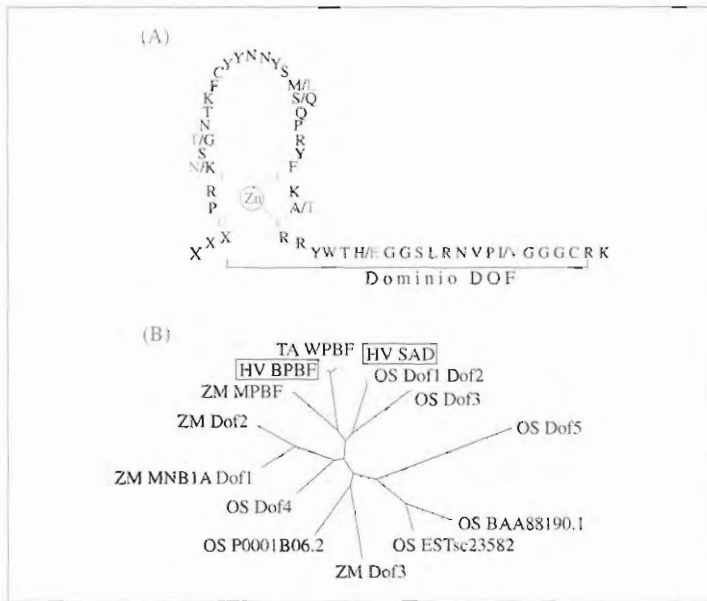 (A)
X X X P R N/K S T/G N T K F C Y Y N N Y S M/L S/Q Q P R Y F K A/T R R YWTH/E GGSLRNVPI/ GGGCRK
Zn
Dominio DOF
(B)
TA WPBF
HV SAD
HV BPBF
OS Dof1 Dof2
ZM MPBF
OS Dof3
ZM Dof2
OS Dof5
ZM MNB1A Dof1
OS Dof4
OS BAA88190.1
OS P0001B06.2
OS ESTsc23582
ZM Dof3